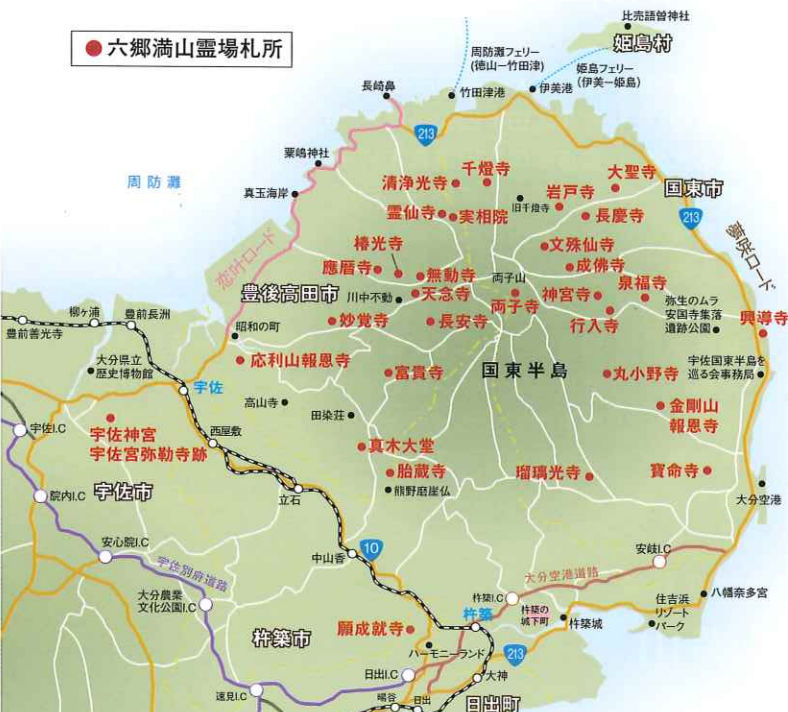 六郷満山霊場札所
比売語曽神社
姫島村
周防灘フェリー
(徳山ー竹田津)
姫島フェリー
(伊美ー姫島)
長崎鼻
竹田津港
伊美港
213
粟嶋神社
周防灘
真玉海岸
清浄光寺
千燈寺
大聖寺
国東市
岩戸寺
旧千燈寺
霊仙寺
実相院
長慶寺
213
恋叶ロード
椿光寺
文殊仙寺
應暦寺
無動寺
両子山
成佛寺
豊後高田市
川中不動
天念寺
両子寺
神宮寺
泉福寺
弥生のムラ
安国寺集落
遺跡公園
柳ヶ浦
豊前長洲
妙覚寺
長安寺
行入寺
興導寺
豊前善光寺
昭和の町
大分県立
歴史博物館
応利山報恩寺
宇佐
富貴寺
国東半島
丸小野寺
宇佐国東半島を
巡る会事務局
高山寺
田染荘
金剛山
報恩寺
宇佐I.C
宇佐神宮
宇佐宮弥勒寺跡
西屋敷
真木大堂
胎蔵寺
瑠璃光寺
寶命寺
院内I.C
宇佐市
立石
熊野磨崖仏
大分空港
安心院I.C
中山香
10
安岐I.C
宇佐別府道路
大分空港道路
大分農業
文化公園I.C
杵築I.C
杵築
杵築の
城下町
杵築城
住吉浜
リゾート
パーク
八幡奈多宮
杵築市
願成就寺
ハーモニーランド
213
日出I.C
大神
速見I.C
暘谷
日出
日出町